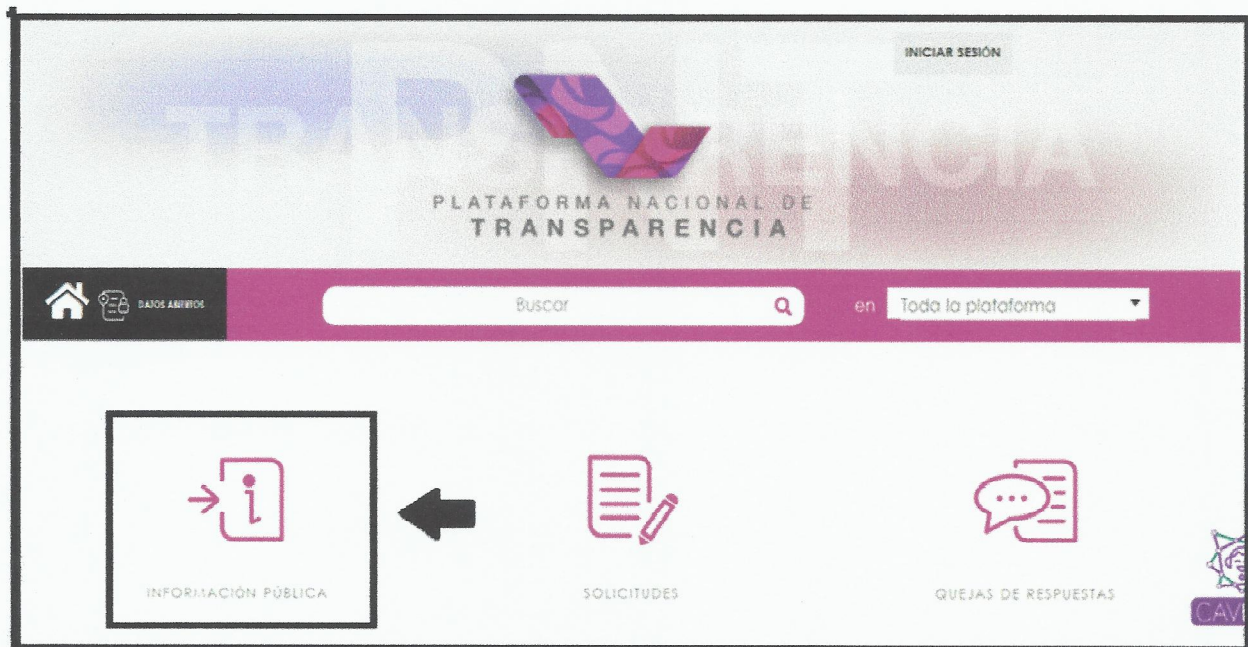 INICIAR SESIÓN
TRANSPARENCIA
PLATAFORMA NACIONAL DE
TRANSPARENCIA
DATOS ABIERTOS
Buscar
en
Toda la plataforma
INFORMACIÓN PÚBLICA
SOLICITUDES
QUEJAS DE RESPUESTAS